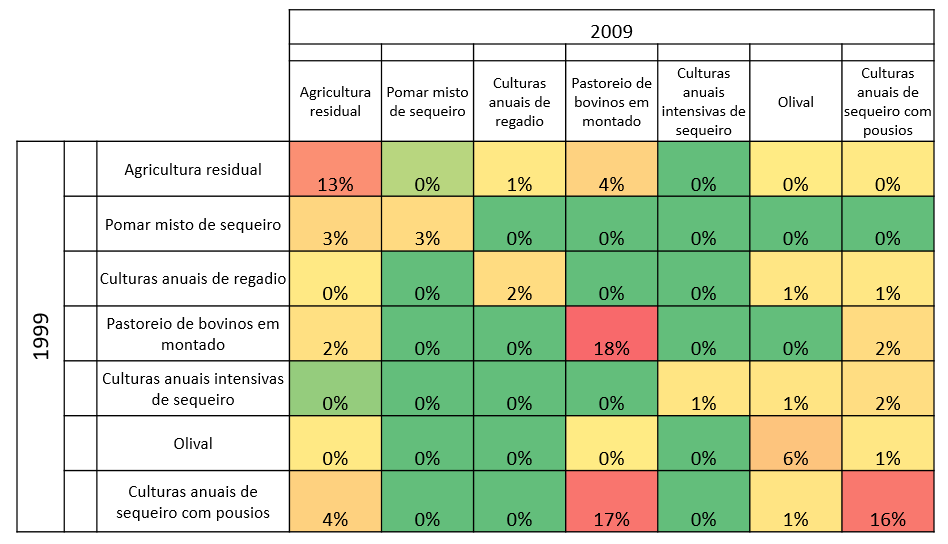 2009
Agricultura
residual
Pomar misto
de sequeiro
Culturas
anuais de
regadio
Pastoreio de
bovinos em
montado
Culturas
anuais
intensivas de
sequeiro
Olival
Culturas
anuais de
sequeiro com
pousios
1999
Agricultura residual
13% 0% 1% 4% 0% 0% 0%
Pomar misto de sequeiro
3% 3% 0% 0% 0% 0% 0%
Culturas anuais de regadio
0% 0% 2% 0% 0% 1% 1%
Pastoreio de bovinos em
montado
2% 0% 0% 18% 0% 0% 2%
Culturas anuais intensivas
de sequeiro
0% 0% 0% 0% 1% 1% 2%
Olival
0% 0% 0% 0% 0% 6% 1%
Culturas anuais de
sequeiro com pousios
4% 0% 0% 17% 0% 1% 16%